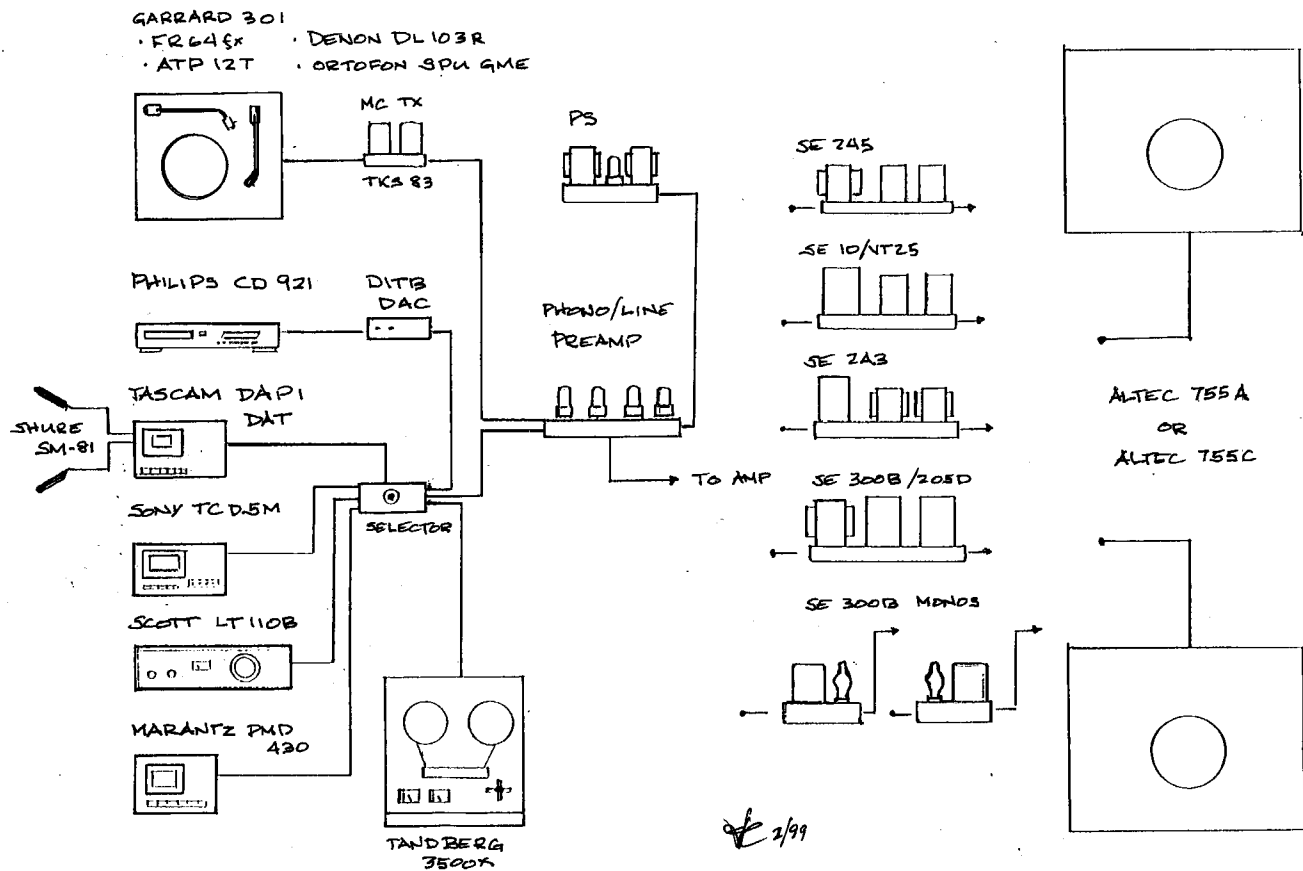 GARRARD 301
· FR64fx · DENON DL103R
· ATP 12T · ORTOFON SPU GME
MC TX
TKS 83
PS
PHILIPS CD 921
DITB
DAC
PHONO/LINE
PREAMP
TASCAM DAP1
DAT
SHURE
SM-81
SONY TC D5M
SELECTOR
TO AMP
SCOTT LT 110B
MARANTZ PMD
430
TANDBERG
3500X
SE 245
SE 10/VT25
SE 2A3
SE 300B/205D
SE 300B MONOS
ALTEC 755A
OR
ALTEC 755C
2/99